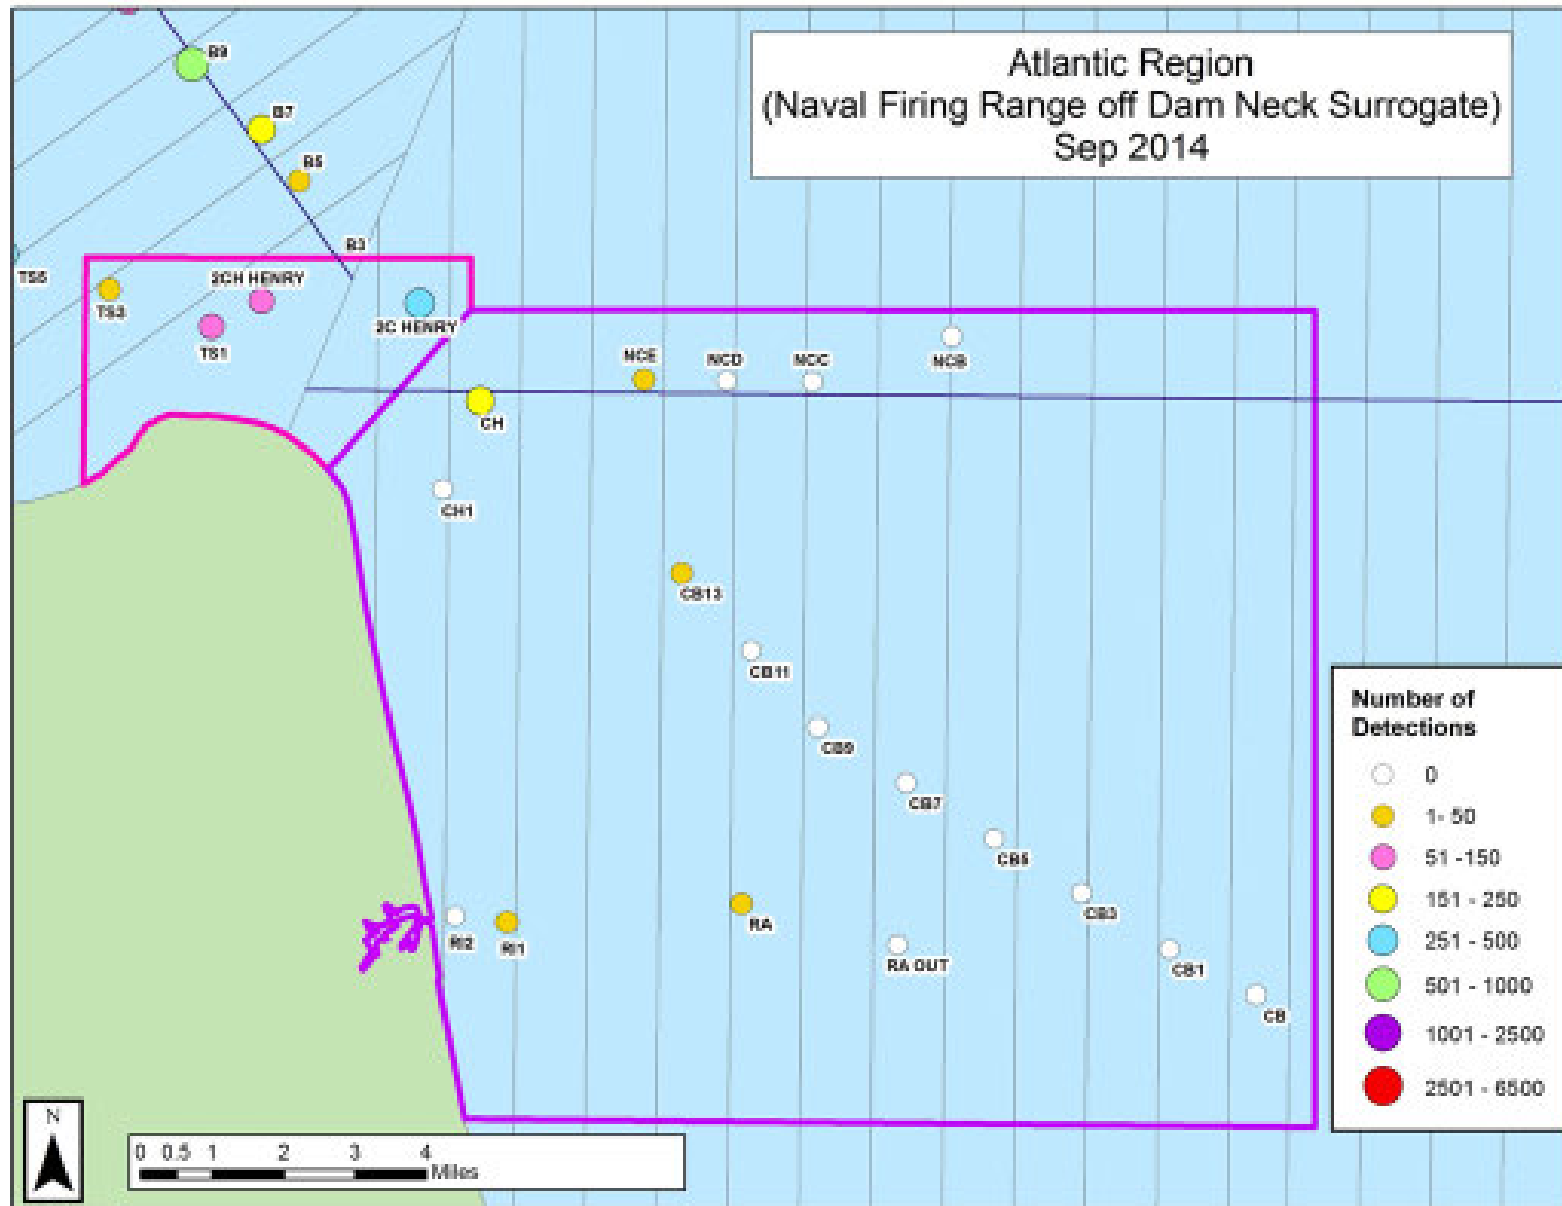 Atlantic Region
(Naval Firing Range off Dam Neck Surrogate)
Sep 2014
B9
B7
B5
B3
TS5
2CH HENRY
TS3
2C HENRY
TS1
NCE
NCD
NCC
NCB
CH
CH1
CB13
CB11
CB9
CB7
CB5
CB3
RA
RI2
RI1
RA OUT
CB1
CB
Number of
Detections
0
1- 50
51 -150
151 - 250
251 - 500
501 - 1000
1001 - 2500
2501 - 6500
N
0 0.5 1 2 3 4
Miles